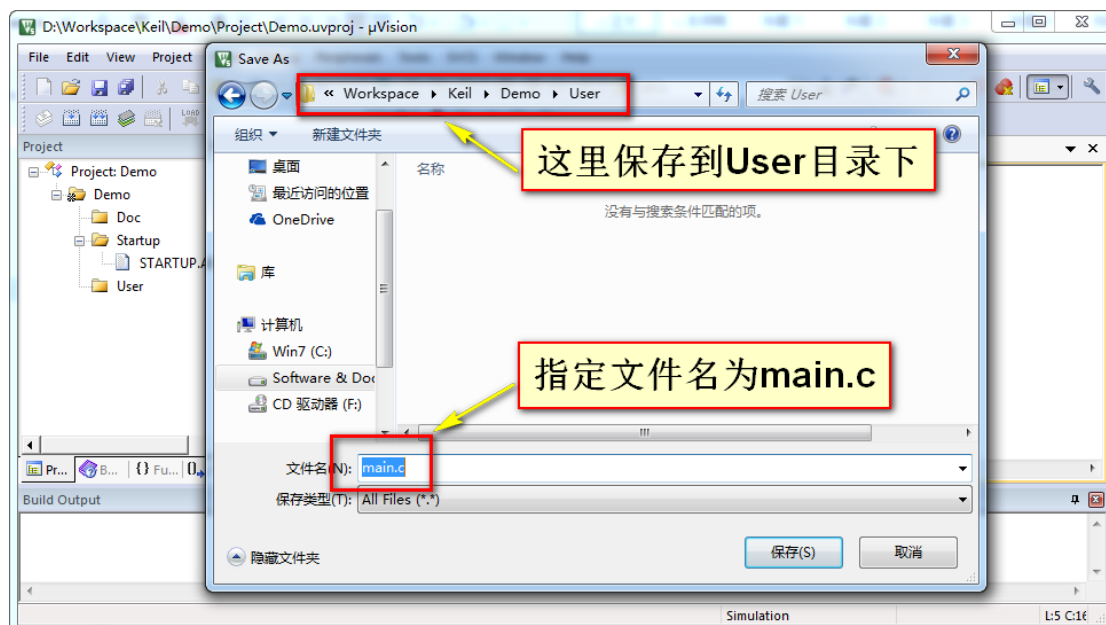 D:\Workspace\Keil\Demo\Project\Demo.uvproj - µVision
File Edit View Project
Save As
« Workspace Keil Demo User
搜索 User
组织 新建文件夹
Project
Project: Demo
Demo
Doc
Startup
STARTUP.A
User
桌面
最近访问的位置
OneDrive
库
计算机
Win7 (C:)
Software & Doc
CD 驱动器 (F:)
名称
没有与搜索条件匹配的项。
这里保存到User目录下
指定文件名为main.c
Pr... B... {} Fu...
文件名(N): main.c
保存类型(T): All Files (*.*)
Build Output
隐藏文件夹
保存(S) 取消
Simulation
L:5 C:16